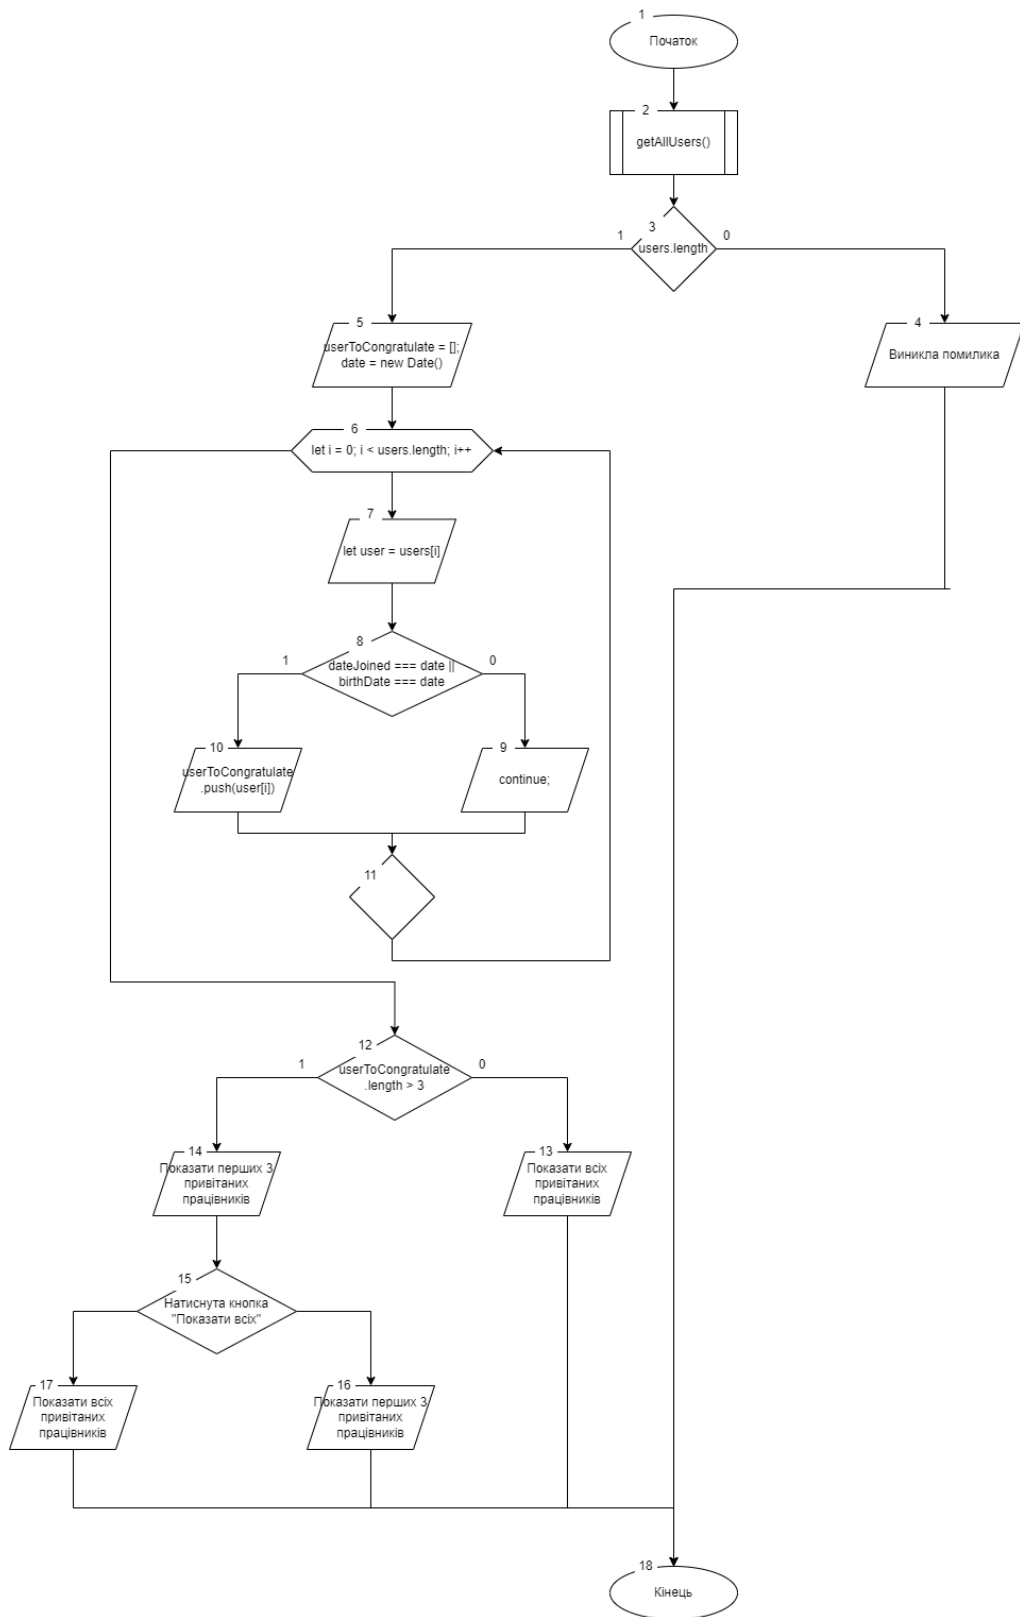 1
Початок
2
getAllUsers()
3
1
users.length
0
5
userToCongratulate = [];
date = new Date()
4
Виникла помилика
6
let i = 0; i < users.length; i++
7
let user = users[i]
8
1
dateJoined === date ||
birthDate === date
0
10
userToCongratulate
.push(user[i])
9
continue;
11
12
1
userToCongratulate
.length > 3
0
14
Показати перших 3
привітаних
працівників
13
Показати всіх
привітаних
працівників
15
Натиснута кнопка
"Показати всіх"
17
Показати всіх
привітаних
працівників
16
Показати перших 3
привітаних
працівників
18
Кінець